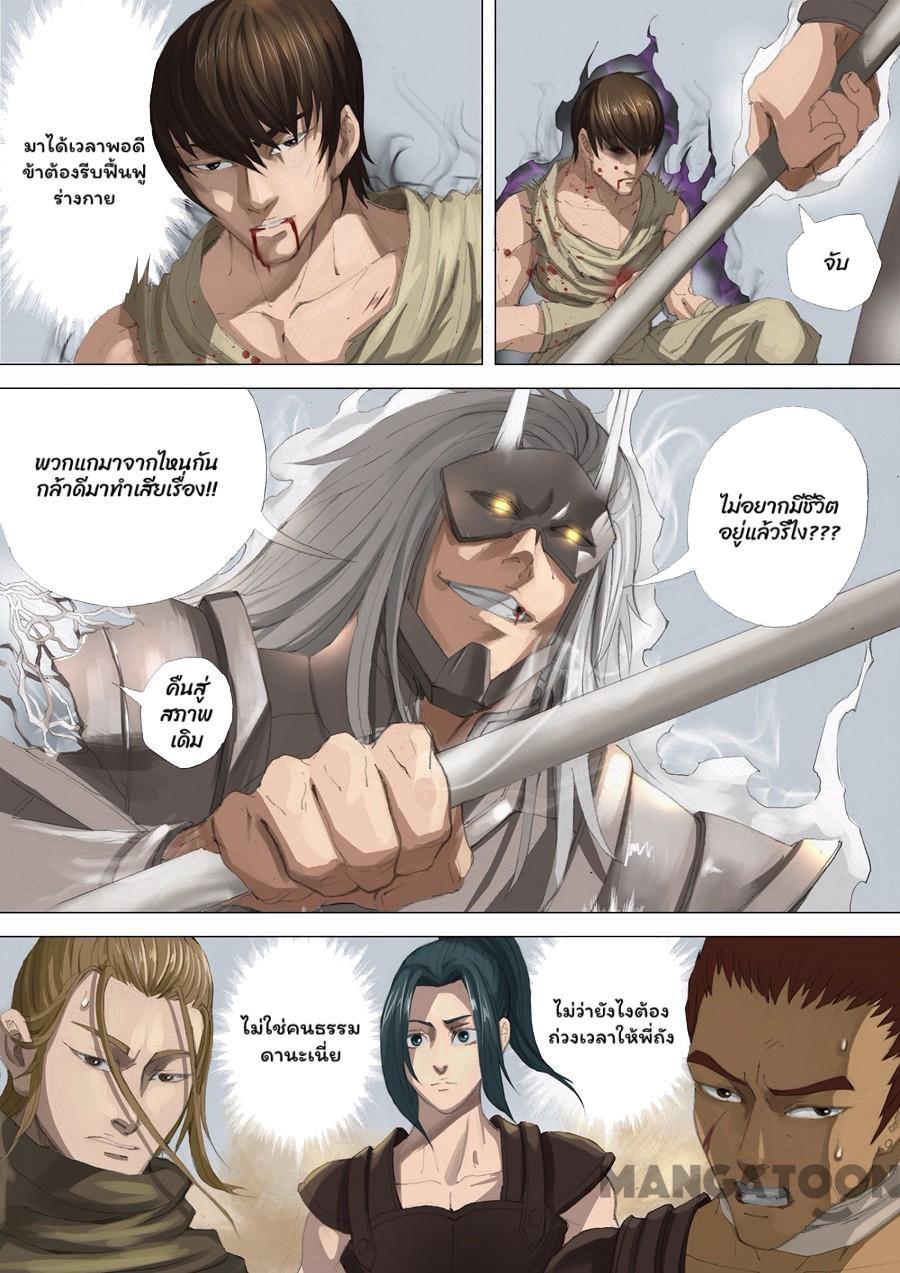 มาได้เวลาพอดี
ข้าต้องรีบฟื้นฟู
ร่างกาย
จับ
พวกแกมาจากไหนกัน
กล้าดีมาทำเสียเรื่อง!!
ไม่อยากมีชีวิต
อยู่แล้วรึไง???
คืนสู่
สภาพ
เดิม
ไม่ใช่คนธรรม
ดานะเนี่ย
ไม่ว่ายังไงต้อง
ถ่วงเวลาให้พี่ถัง
MANGATOON